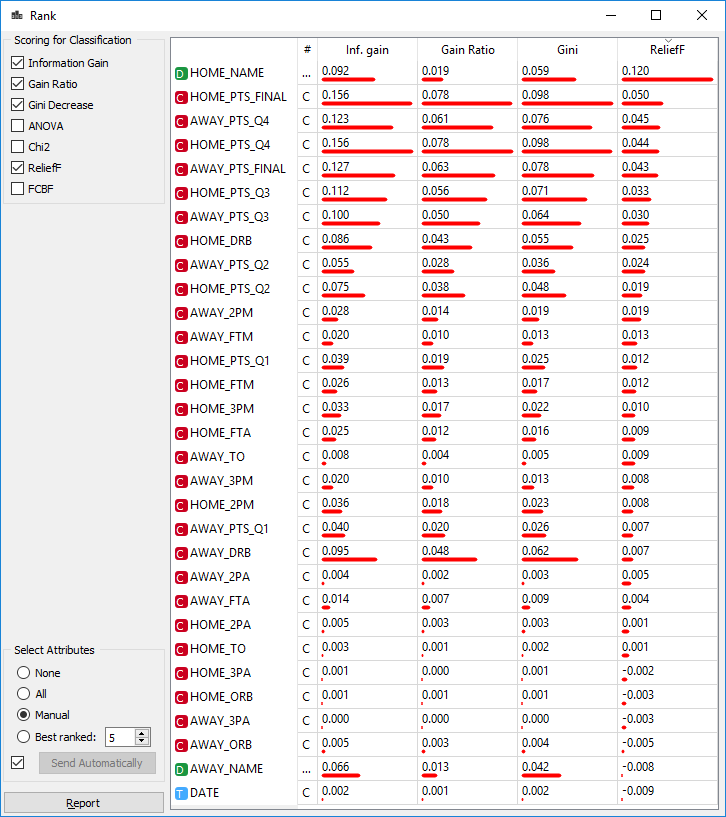 Rank
Scoring for Classification
Information Gain
Gain Ratio
Gini Decrease
ANOVA
Chi2
ReliefF
FCBF
# Inf. gain Gain Ratio Gini ReliefF
D HOME_NAME ... 0.092 0.019 0.059 0.120
C HOME_PTS_FINAL C 0.156 0.078 0.098 0.050
C AWAY_PTS_Q4 C 0.123 0.061 0.076 0.045
C HOME_PTS_Q4 C 0.156 0.078 0.098 0.044
C AWAY_PTS_FINAL C 0.127 0.063 0.078 0.043
C HOME_PTS_Q3 C 0.112 0.056 0.071 0.033
C AWAY_PTS_Q3 C 0.100 0.050 0.064 0.030
C HOME_DRB C 0.086 0.043 0.055 0.025
C AWAY_PTS_Q2 C 0.055 0.028 0.036 0.024
C HOME_PTS_Q2 C 0.075 0.038 0.048 0.019
C AWAY_2PM C 0.028 0.014 0.019 0.019
C AWAY_FTM C 0.020 0.010 0.013 0.013
C HOME_PTS_Q1 C 0.039 0.019 0.025 0.012
C HOME_FTM C 0.026 0.013 0.017 0.012
C HOME_3PM C 0.033 0.017 0.022 0.010
C HOME_FTA C 0.025 0.012 0.016 0.009
C AWAY_TO C 0.008 0.004 0.005 0.009
C AWAY_3PM C 0.020 0.010 0.013 0.008
C HOME_2PM C 0.036 0.018 0.023 0.008
C AWAY_PTS_Q1 C 0.040 0.020 0.026 0.007
C AWAY_DRB C 0.095 0.048 0.062 0.007
C AWAY_2PA C 0.004 0.002 0.003 0.005
C AWAY_FTA C 0.014 0.007 0.009 0.004
C HOME_2PA C 0.005 0.003 0.003 0.001
C HOME_TO C 0.003 0.001 0.002 0.001
C HOME_3PA C 0.001 0.000 0.001 -0.002
C HOME_ORB C 0.001 0.001 0.001 -0.003
C AWAY_3PA C 0.000 0.000 0.000 -0.003
C AWAY_ORB C 0.005 0.003 0.004 -0.005
D AWAY_NAME ... 0.066 0.013 0.042 -0.008
T DATE C 0.002 0.001 0.002 -0.009
Select Attributes
None
All
Manual
Best ranked: 5
Send Automatically
Report